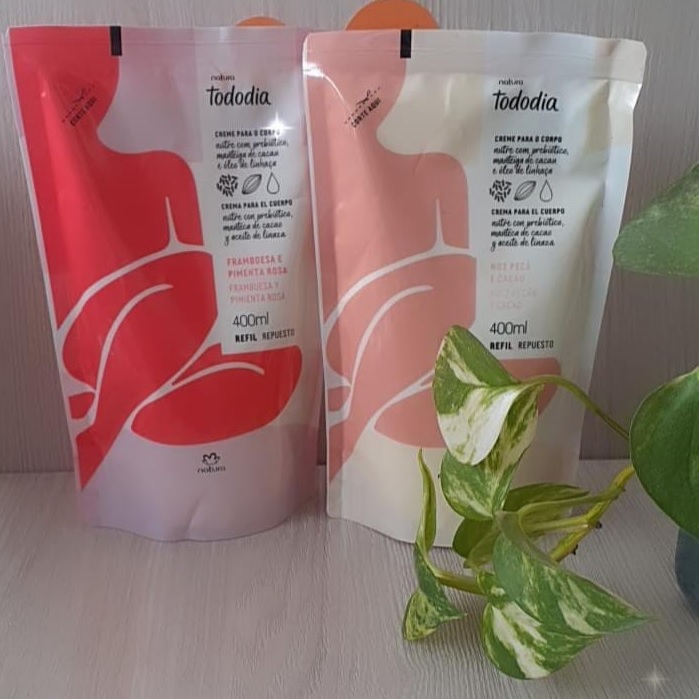 CORTE AQUI
natura
Tododia
CREME PARA O CORPO
nutre com prebiótico,
manteiga de cacau
e óleo de linhaça
CREMA PARA EL CUERPO
nutre con prebiótico,
manteca de cacao
y aceite de linaza
FRAMBOESA E
PIMENTA ROSA
FRAMBUESA Y
PIMIENTA ROSA
400ml
REFIL REPUESTO
natura
CORTE AQUI
natura
Tododia
CREME PARA O CORPO
nutre com prebiótico,
manteiga de cacau
e óleo de linhaça
CREMA PARA EL CUERPO
nutre con prebiótico,
manteca de cacao
y aceite de linaza
NOZ PECÃ
E CACAU
400ml
REFIL REPUESTO